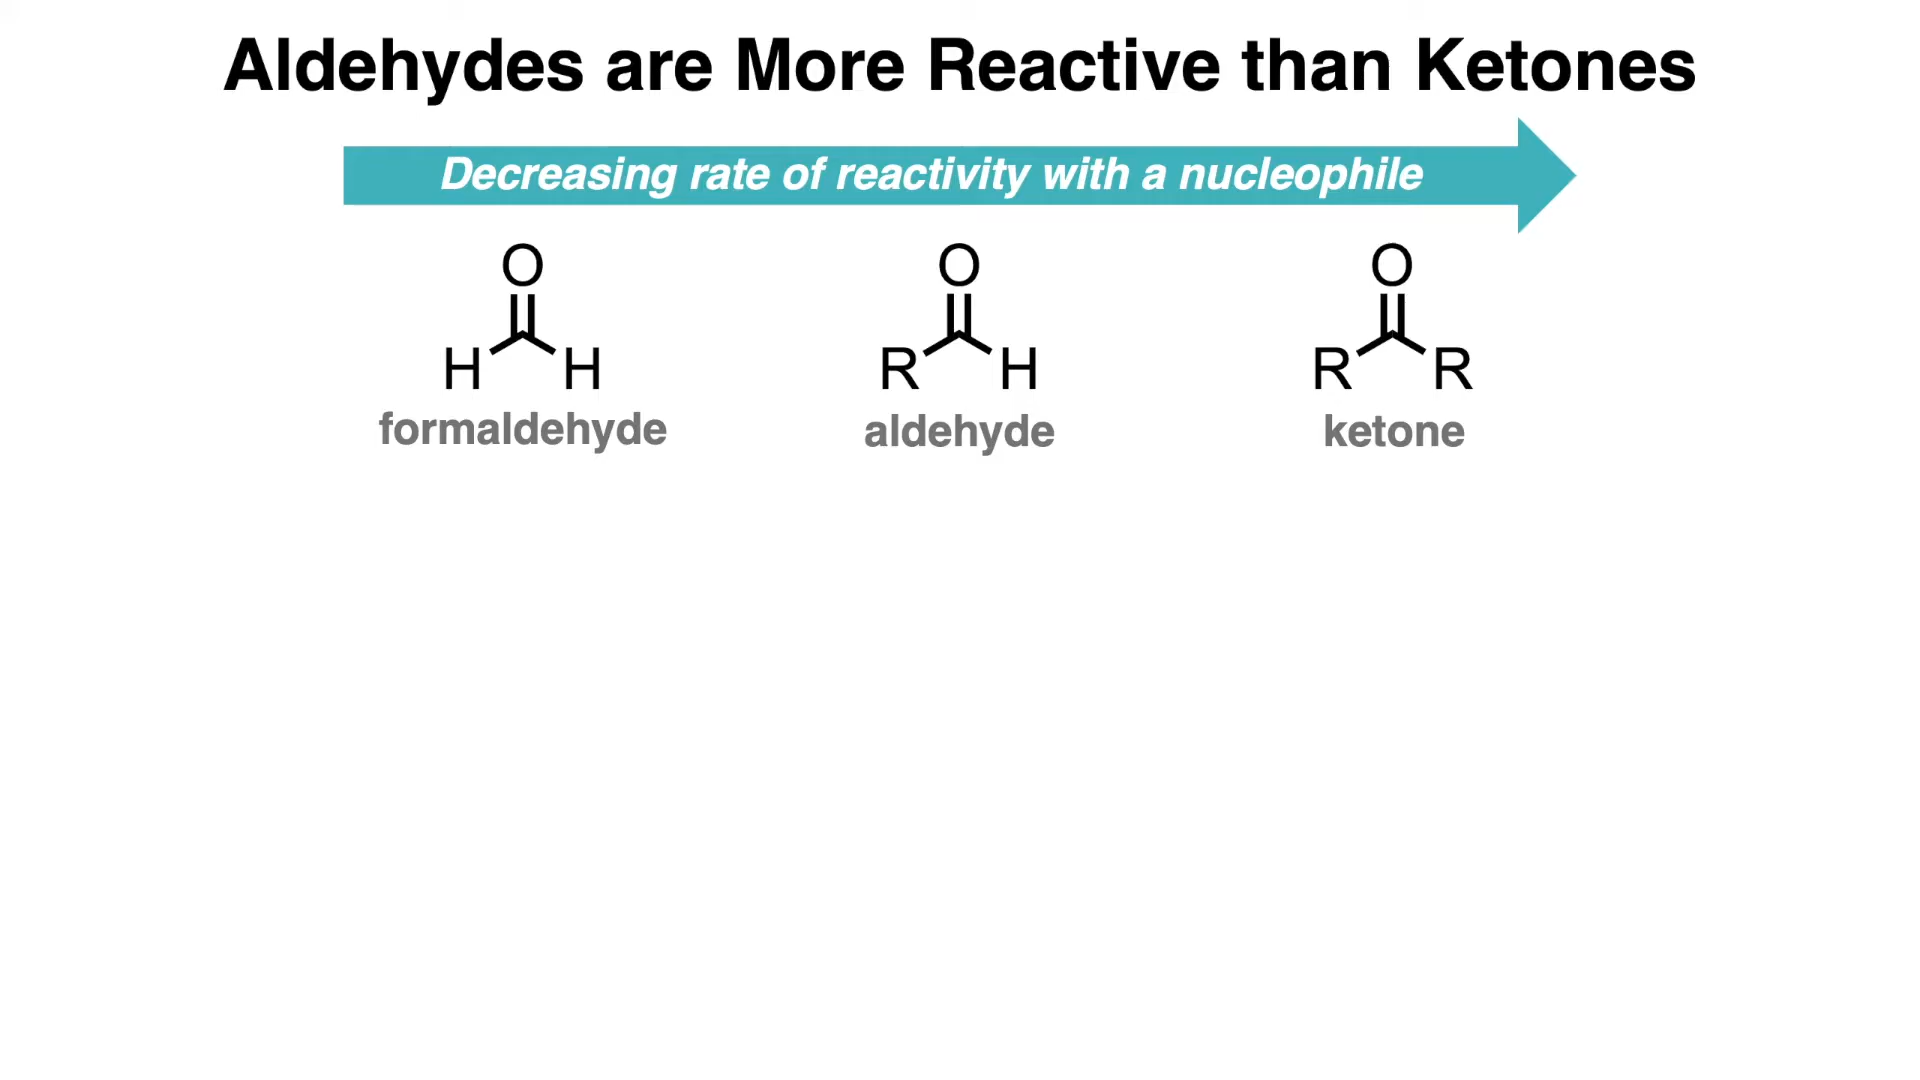 Aldehydes are More Reactive than Ketones
Decreasing rate of reactivity with a nucleophile
O O O
H H R H R R
formaldehyde aldehyde ketone